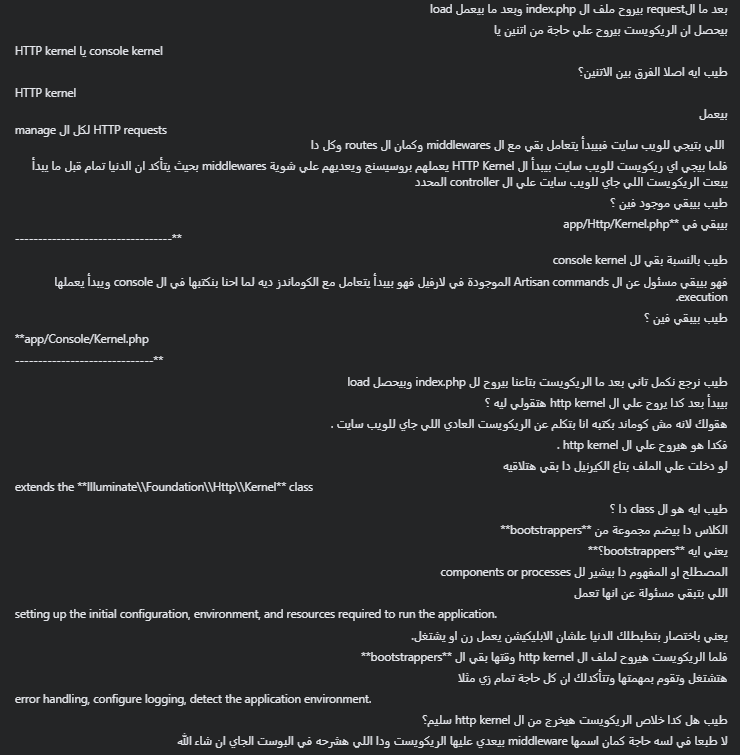 بعد ما الrequest بيروح ملف ال index.php وبعد ما بيعمل load
بيحصل ان الريكويست بيروح علي حاجة من اتنين يا
HTTP kernel يا console kernel
طيب ايه اصلا الفرق بين الاتنين؟
HTTP kernel
بيعمل
manage لكل ال HTTP requests
اللي بتيجي للويب سايت فبيبدأ يتعامل بقي مع ال middlewares وكمان ال routes وكل دا
فلما بيجي اي ريكويست للويب سايت بيبدأ ال HTTP Kernel يعملهم بروسيسنج ويعديهم علي شوية middlewares بحيث يتأكد ان الدنيا تمام قبل ما يبدأ
يبعت الريكويست اللي جاي للويب سايت علي ال controller المحدد
طيب بيبقي موجود فين ؟
بيبقي في **app/Http/Kernel.php
----------------------------------**
طيب بالنسبة بقي لل console kernel
فهو بيبقي مسئول عن ال Artisan commands الموجودة في لارفيل فهو بيبدأ يتعامل مع الكوماندز ديه لما احنا بنكتبها في ال console ويبدأ يعملها
execution.
طيب بيبقي فين ؟
**app/Console/Kernel.php
------------------------------**
طيب نرجع نكمل تاني بعد ما الريكويست بتاعنا بيروح لل index.php وبيحصل load
بيبدأ بعد كدا يروح علي ال http kernel هتقولي ليه ؟
هقولك لانه مش كوماند بكتبه انا بتكلم عن الريكويست العادي اللي جاي للويب سايت .
فكدا هو هيروح علي ال http kernel .
لو دخلت علي الملف بتاع الكيرنيل دا بقي هتلاقيه
extends the **Illuminate\\Foundation\\Http\\Kernel** class
طيب ايه هو ال class دا ؟
الكلاس دا بيضم مجموعة من **bootstrappers**
يعني ايه **bootstrappers؟**
المصطلح او المفهوم دا بيشير لل components or processes
اللي بتبقي مسئولة عن انها تعمل
setting up the initial configuration, environment, and resources required to run the application.
يعني باختصار بتظبطلك الدنيا علشان الابليكيشن يعمل رن او يشتغل.
فلما الريكويست هيروح لملف ال http kernel وقتها بقي ال **bootstrappers**
هتشتغل وتقوم بمهمتها وتتأكدلك ان كل حاجة تمام زي مثلا
error handling, configure logging, detect the application environment.
طيب هل كدا خلاص الريكويست هيخرج من ال http kernel سليم؟
لا طبعا في لسه حاجة كمان اسمها middleware بيعدي عليها الريكويست ودا اللي هشرحه في البوست الجاي ان شاء الله